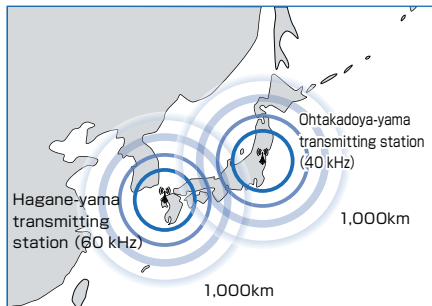 Ohtakadoya-yama
transmitting station
(40 kHz)
Hagane-yama
transmitting
station (60 kHz)
1,000km
1,000km